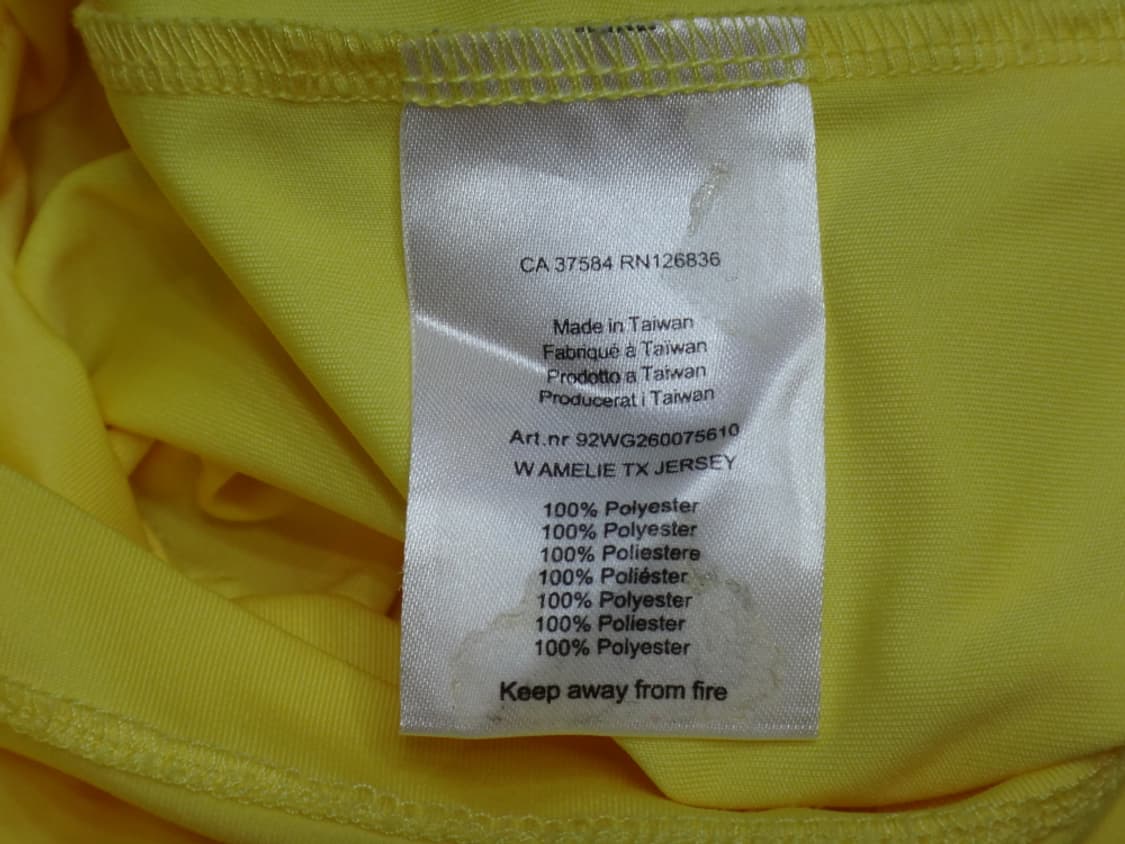 CA 37584 RN126836
Made in Taiwan
Fabriqué à Taïwan
Prodotto a Taiwan
Producerat i Taiwan
Art.nr 92WG260075610
W AMELIE TX JERSEY
100% Polyester
100% Polyester
100% Poliestere
100% Poliéster
100% Polyester
100% Poliester
100% Polyester
Keep away from fire